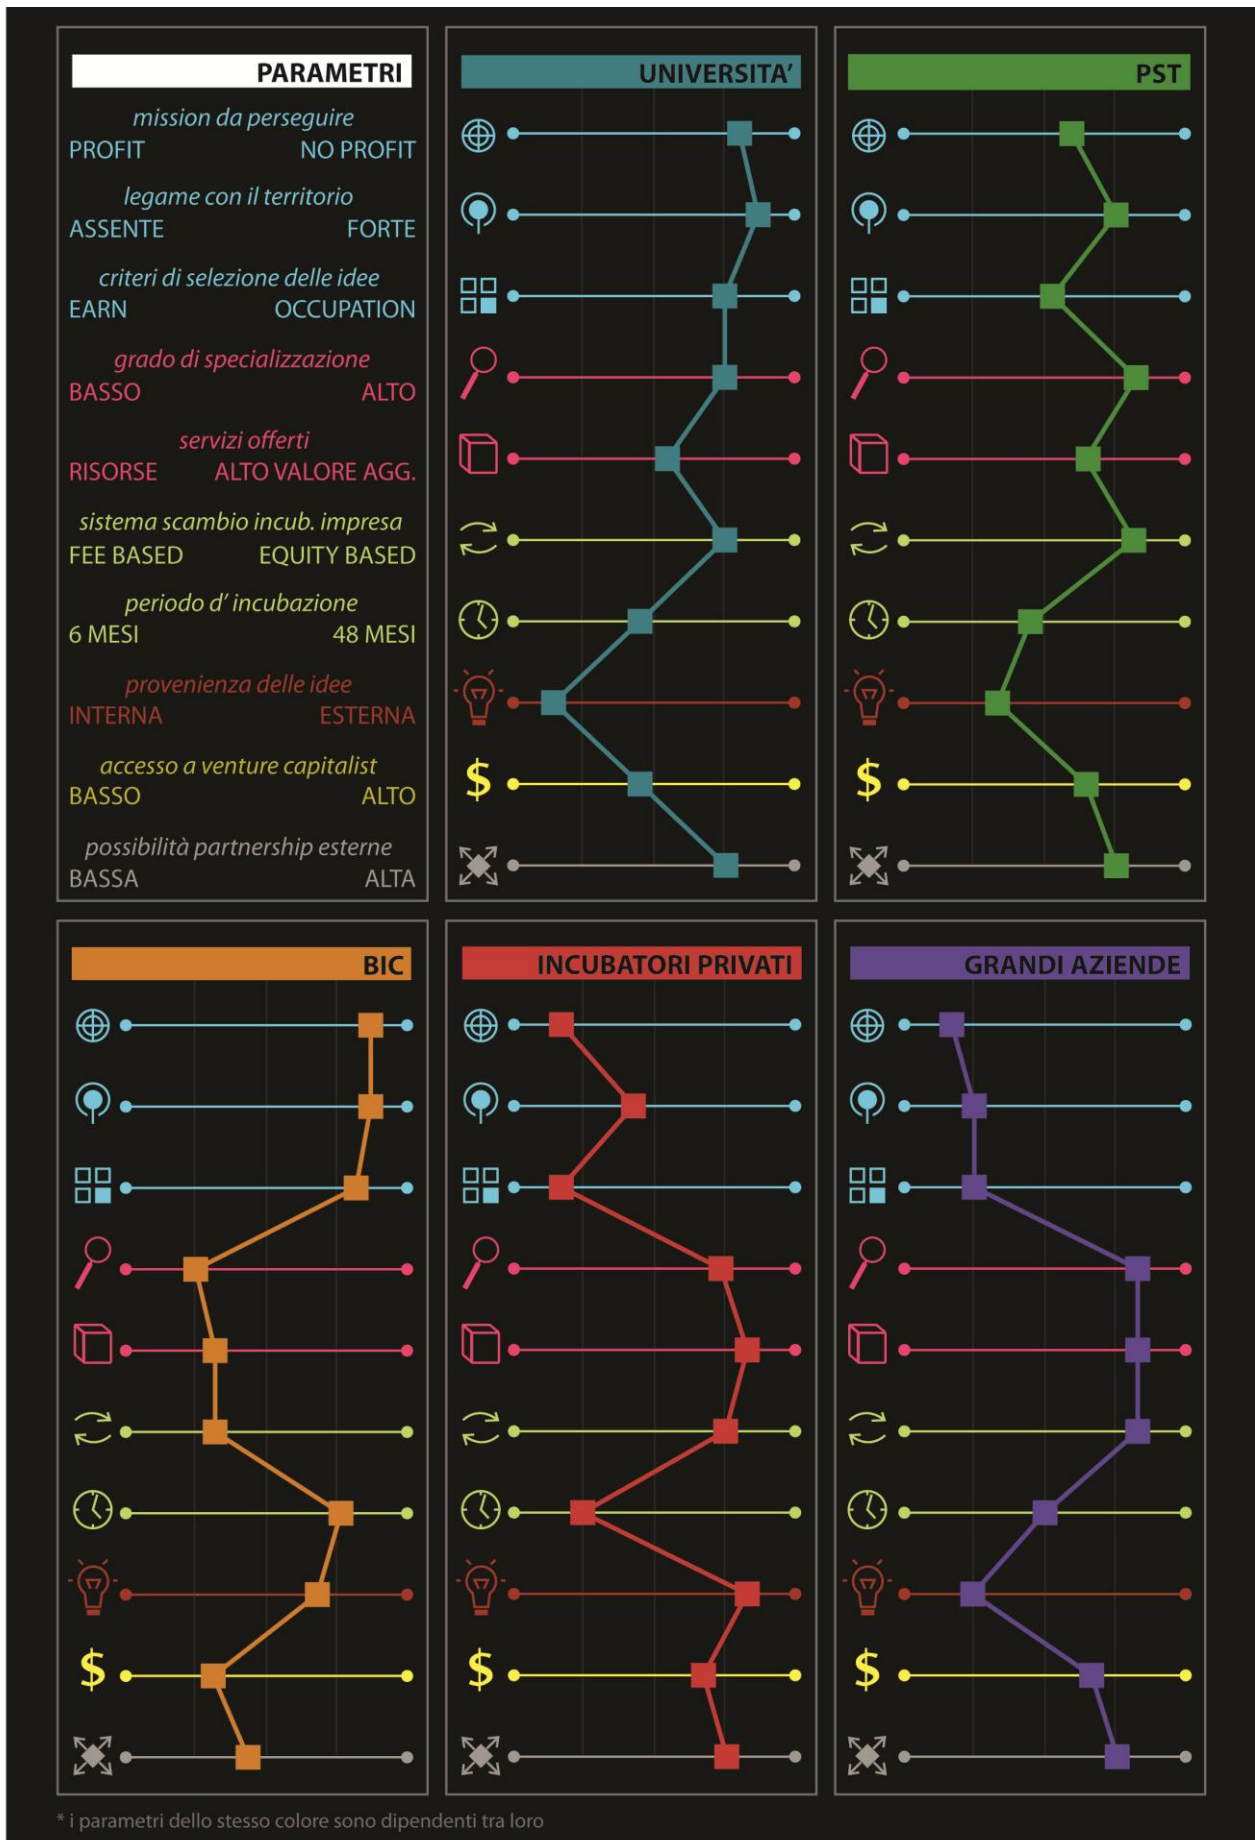 PARAMETRI
mission da perseguire
PROFIT NO PROFIT
legame con il territorio
ASSENTE FORTE
criteri di selezione delle idee
EARN OCCUPATION
grado di specializzazione
BASSO ALTO
servizi offerti
RISORSE ALTO VALORE AGG.
sistema scambio incub. impresa
FEE BASED EQUITY BASED
periodo d' incubazione
6 MESI 48 MESI
provenienza delle idee
INTERNA ESTERNA
accesso a venture capitalist
BASSO ALTO
possibilità partnership esterne
BASSA ALTA
UNIVERSITA'
$
PST
$
BIC
$
INCUBATORI PRIVATI
$
GRANDI AZIENDE
$
* i parametri dello stesso colore sono dipendenti tra loro